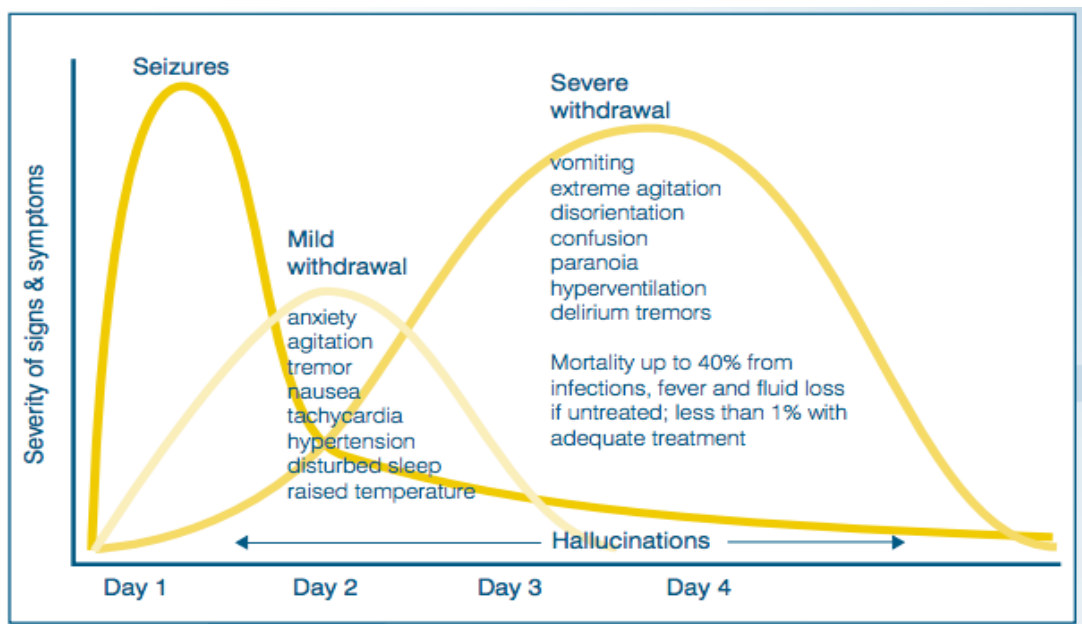 Seizures
Severe
withdrawal
vomiting
extreme agitation
disorientation
confusion
paranoia
hyperventilation
delirium tremors
Mortality up to 40% from
infections, fever and fluid loss
if untreated; less than 1% with
adequate treatment
Mild
withdrawal
anxiety
agitation
tremor
nausea
tachycardia
hypertension
disturbed sleep
raised temperature
Severity of signs & symptoms
Hallucinations
Day 1 Day 2 Day 3 Day 4